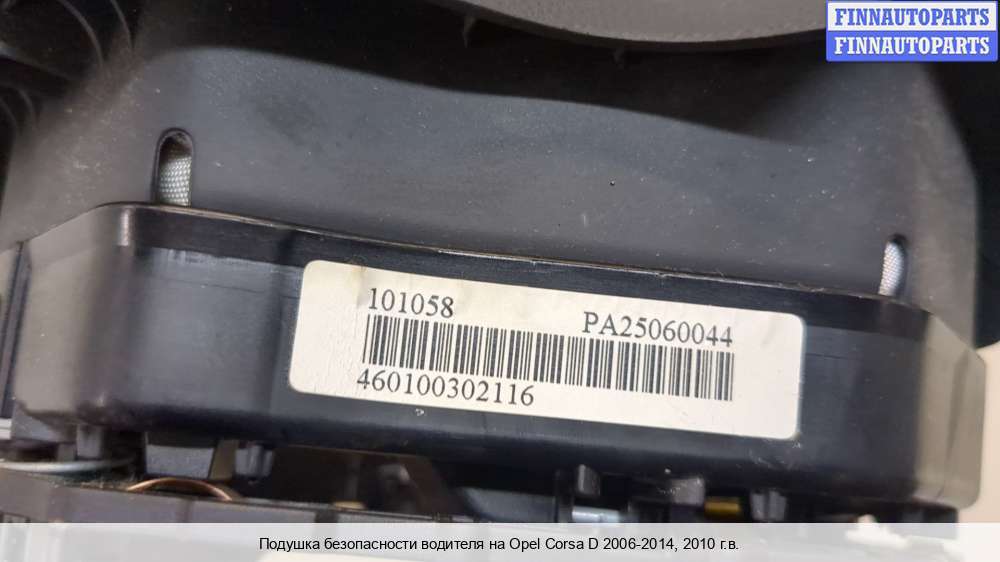 FINNAUTOPARTS
FINNAUTOPARTS
101058 PA25060044
460100302116
Подушка безопасности водителя на Opel Corsa D 2006-2014, 2010 г.в.